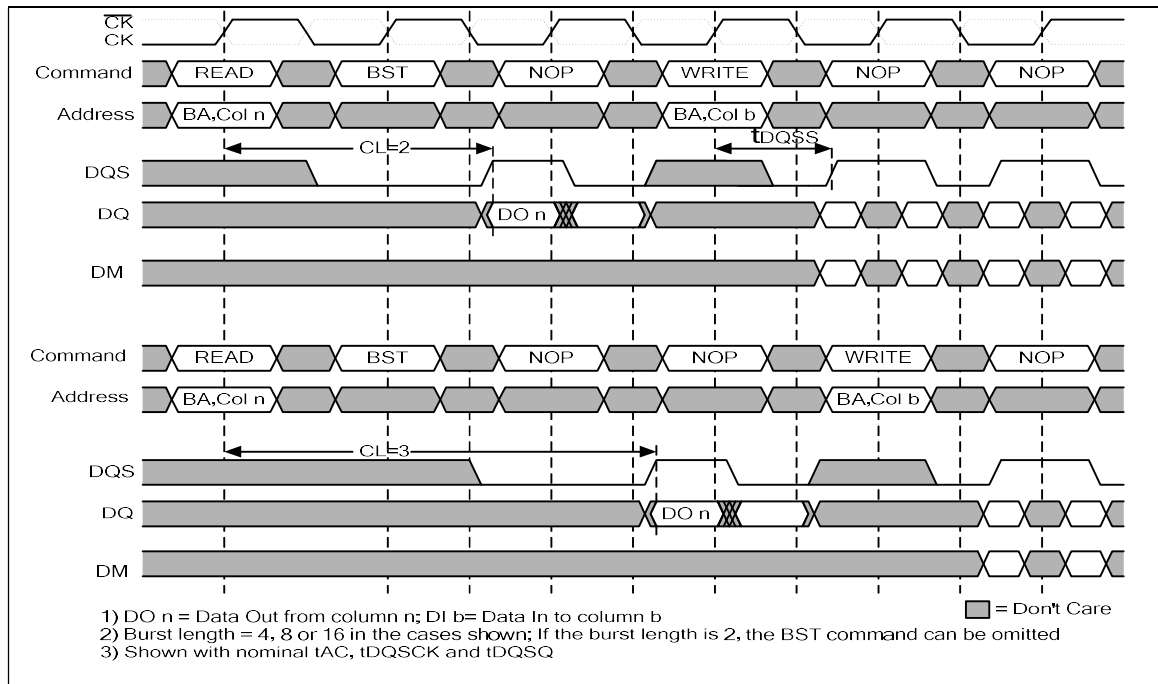 CK
CK
Command READ BST NOP WRITE NOP NOP
Address BA,Col n BA,Col b
tDQSS
CL=2
DQS
DQ DO n
DM
Command READ BST NOP NOP WRITE NOP
Address BA,Col n BA,Col b
CL=3
DQS
DQ DO n
DM
1) DO n = Data Out from column n; DI b= Data In to column b
= Don't Care
2) Burst length = 4, 8 or 16 in the cases shown; If the burst length is 2, the BST command can be omitted
3) Shown with nominal tAC, tDQSCK and tDQSQ